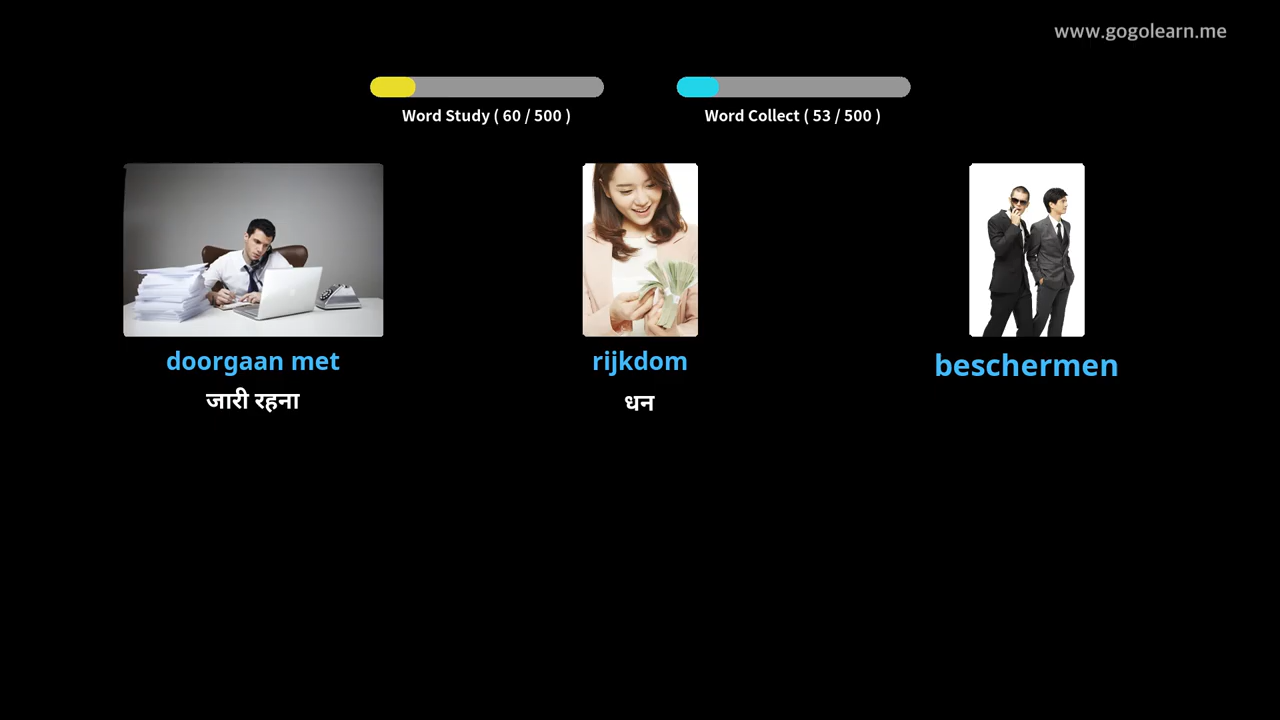 www.gogolearn.me
Word Study ( 60 / 500 )
Word Collect ( 53 / 500 )
doorgaan met
rijkdom
beschermen
जारी रहना
धन